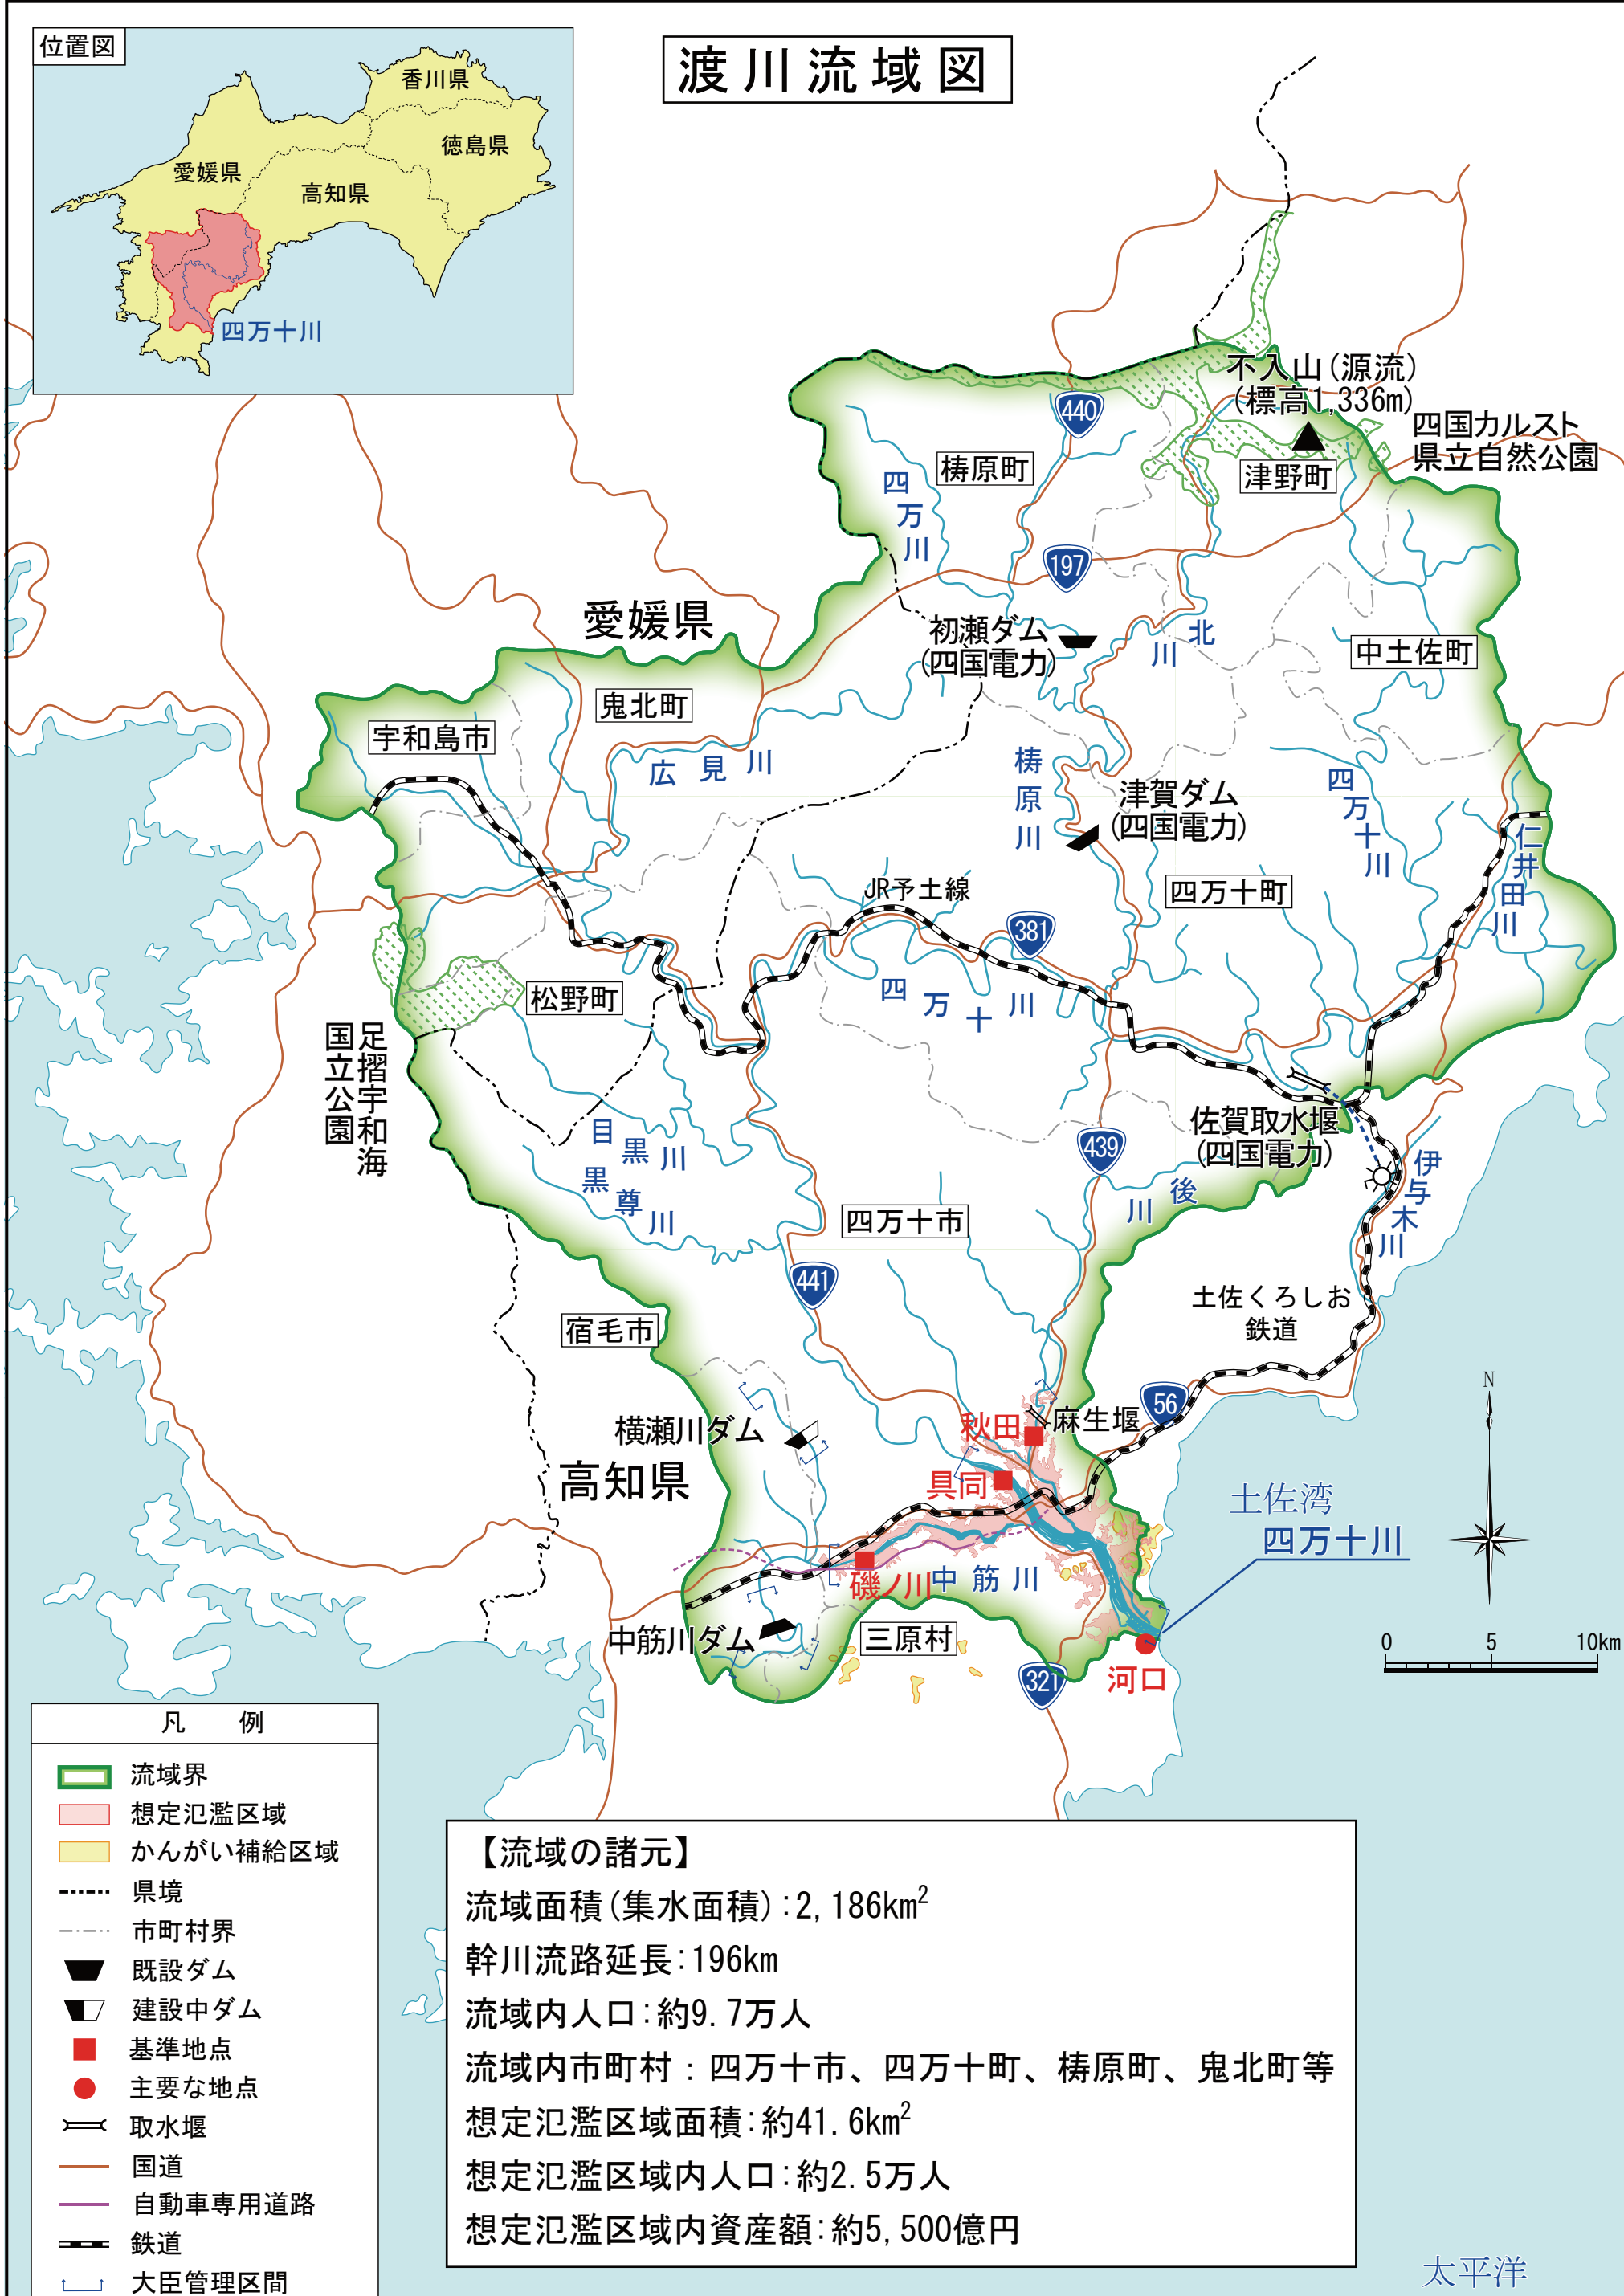 渡川流域図
位置図
香川県
徳島県
愛媛県
高知県
四万十川
不入山(源流)
(標高1,336m)
四国カルスト
県立自然公園
440
梼原町
津野町
四万川
197
愛媛県
初瀬ダム
(四国電力)
北川
中土佐町
鬼北町
宇和島市
広見川
梼原川
津賀ダム
(四国電力)
四万十川
仁井田川
JR予土線
四万十町
381
松野町
四万十川
足摺宇和海
国立公園
目黒川
黒尊川
439
佐賀取水堰
(四国電力)
後川
伊与木川
四万十市
441
土佐くろしお
鉄道
宿毛市
56
横瀬川ダム
秋田
麻生堰
高知県
具同
土佐湾
四万十川
N
磯ノ川
中筋川
中筋川ダム
三原村
321
河口
0 5 10km
凡 例
流域界
想定氾濫区域
かんがい補給区域
県境
市町村界
既設ダム
建設中ダム
基準地点
主要な地点
取水堰
国道
自動車専用道路
鉄道
大臣管理区間
【流域の諸元】
流域面積(集水面積):2,186km²
幹川流路延長:196km
流域内人口:約9.7万人
流域内市町村:四万十市、四万十町、梼原町、鬼北町等
想定氾濫区域面積:約41.6km²
想定氾濫区域内人口:約2.5万人
想定氾濫区域内資産額:約5,500億円
太平洋